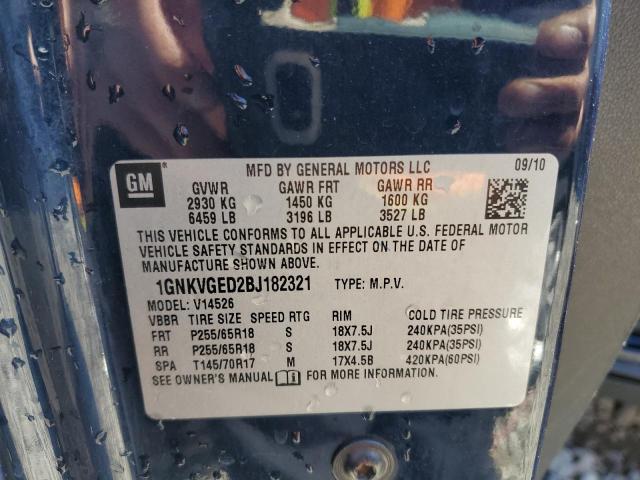 MFD BY GENERAL MOTORS LLC 09/10
GM ®
GVWR GAWR FRT GAWR RR
2930 KG 1450 KG 1600 KG
6459 LB 3196 LB 3527 LB
THIS VEHICLE CONFORMS TO ALL APPLICABLE U.S. FEDERAL MOTOR
VEHICLE SAFETY STANDARDS IN EFFECT ON THE DATE OF
MANUFACTURE SHOWN ABOVE.
1GNKVGED2BJ182321 TYPE: M.P.V.
MODEL: V14526
VBBR TIRE SIZE SPEED RTG RIM COLD TIRE PRESSURE
FRT P255/65R18 S 18X7.5J 240KPA(35PSI)
RR P255/65R18 S 18X7.5J 240KPA(35PSI)
SPA T145/70R17 M 17X4.5B 420KPA(60PSI)
SEE OWNER'S MANUAL FOR MORE INFORMATION.